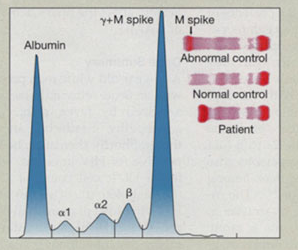 γ+M spike
M spike
Albumin
Abnormal control
Normal control
Patient
α1
α2
β